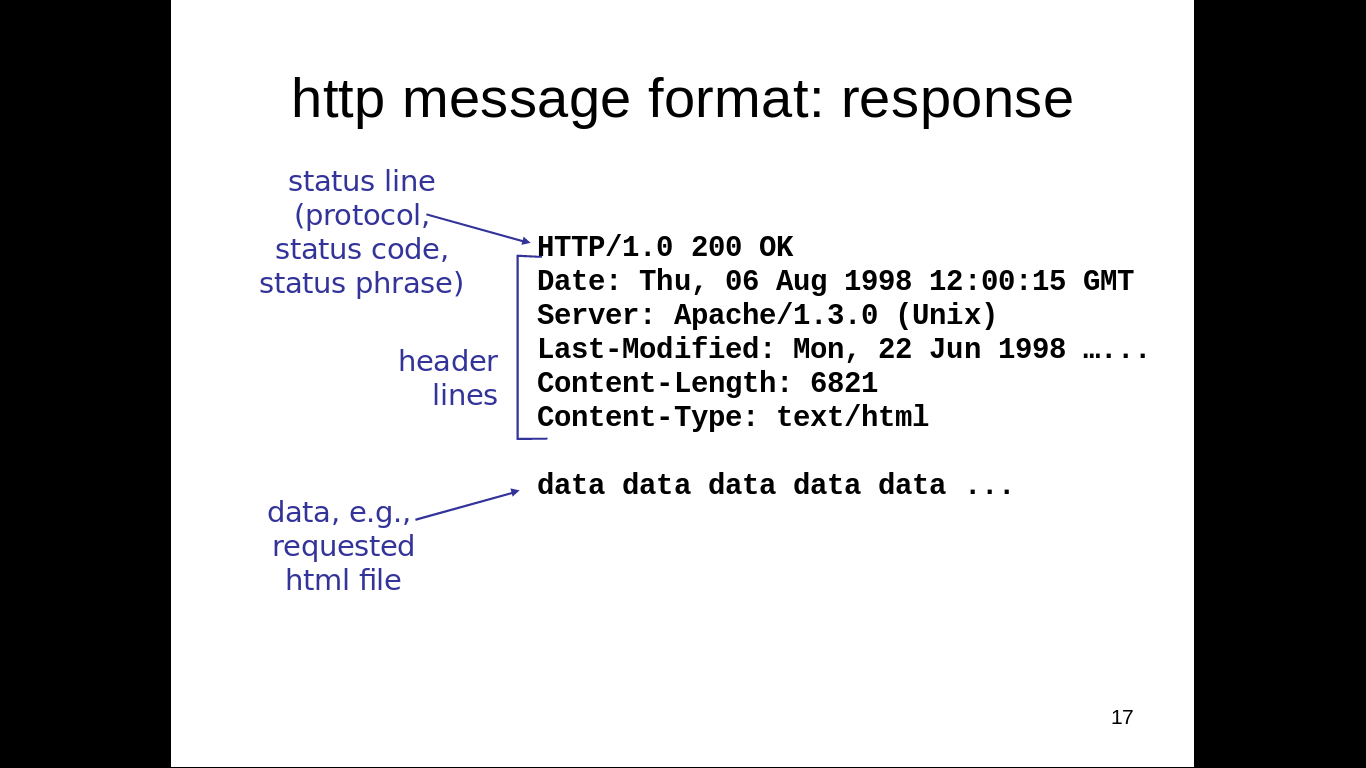 http message format: response
status line
(protocol,
status code,
status phrase)
HTTP/1.0 200 OK
Date: Thu, 06 Aug 1998 12:00:15 GMT
Server: Apache/1.3.0 (Unix)
Last-Modified: Mon, 22 Jun 1998 …...
Content-Length: 6821
Content-Type: text/html
header
lines
data data data data data ...
data, e.g.,
requested
html file
17